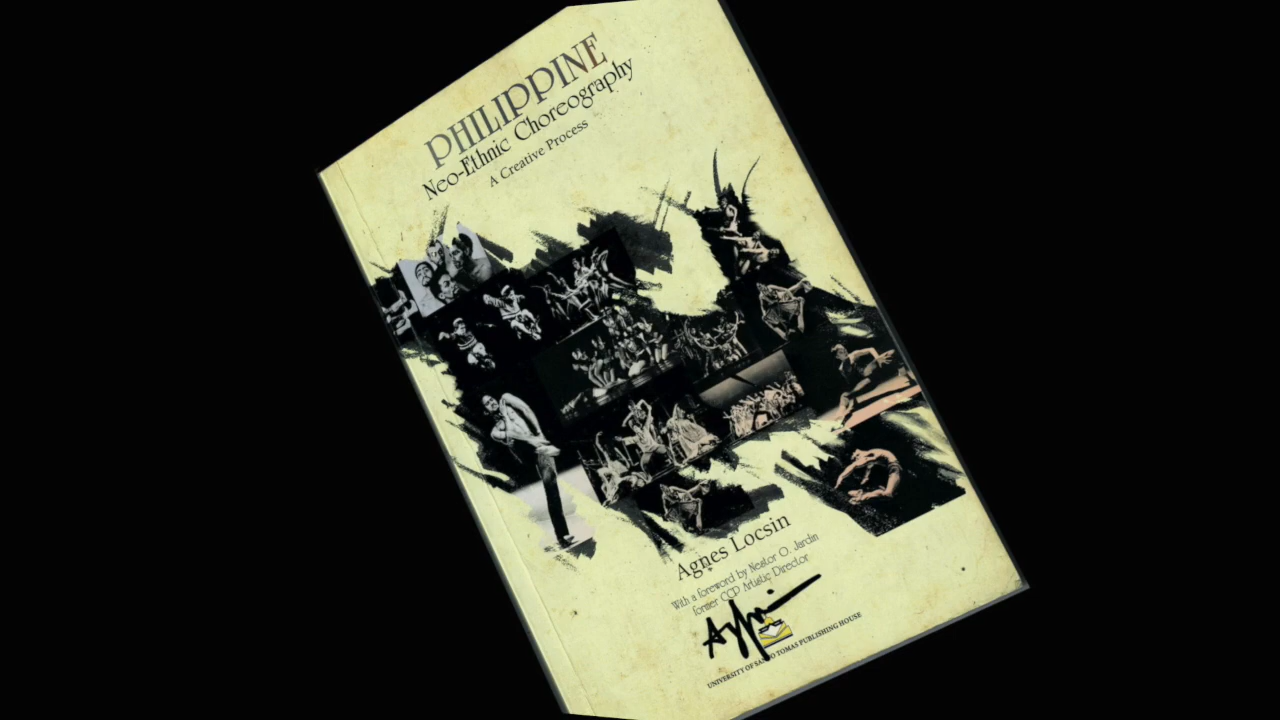 PHILIPPINE
Neo-Ethnic Choreography
A Creative Process
Agnes Locsin
With a foreword by Nestor O. Jardin
former CCP Artistic Director
UNIVERSITY OF SANTO TOMAS PUBLISHING HOUSE